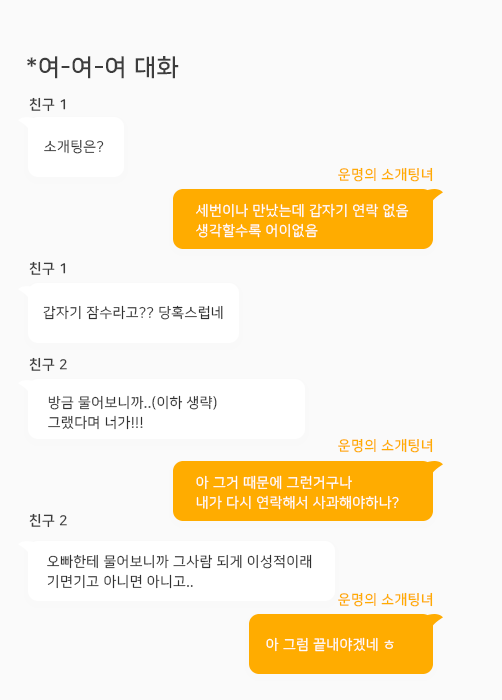 *여-여-여 대화
친구 1
소개팅은?
운명의 소개팅녀
세번이나 만났는데 갑자기 연락 없음
생각할수록 어이없음
친구 1
갑자기 잠수라고?? 당혹스럽네
친구 2
방금 물어보니까..(이하 생략)
그랬다며 너가!!!
운명의 소개팅녀
아 그거 때문에 그런거구나
내가 다시 연락해서 사과해야하나?
친구 2
오빠한테 물어보니까 그사람 되게 이성적이래
기면기고 아니면 아니고..
운명의 소개팅녀
아 그럼 끝내야겠네 ㅎ